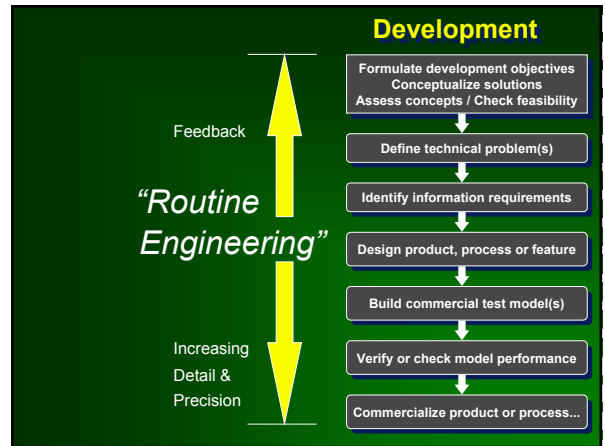 Development
Formulate development objectives
Conceptualize solutions
Assess concepts / Check feasibility
Feedback
Define technical problem(s)
Identify information requirements
“Routine
Engineering”
Design product, process or feature
Build commercial test model(s)
Increasing
Detail &
Precision
Verify or check model performance
Commercialize product or process...